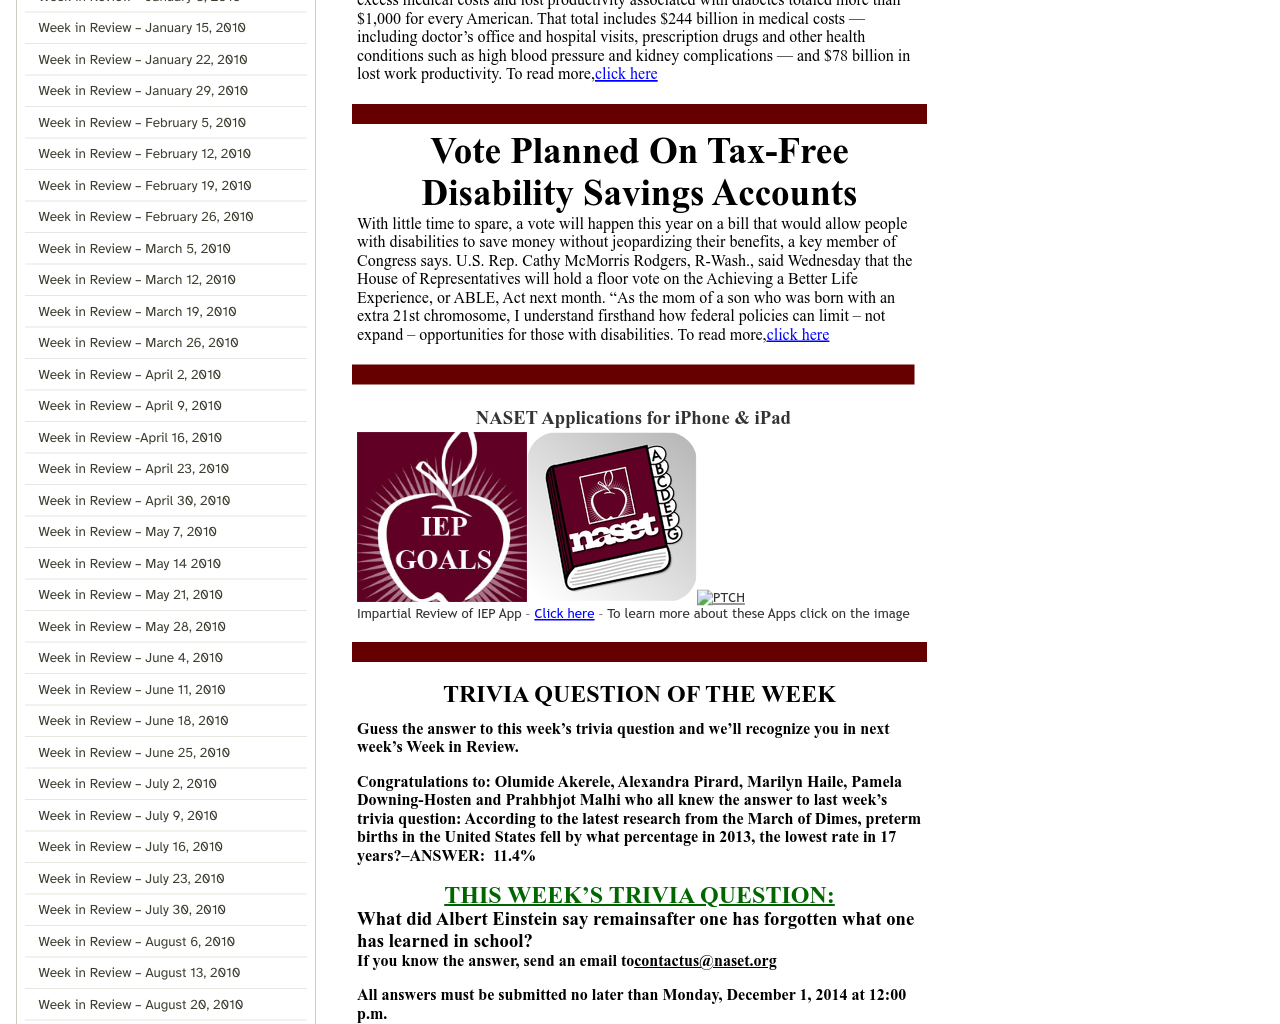 Week in Review – January 15, 2010
Week in Review – January 22, 2010
Week in Review – January 29, 2010
Week in Review – February 5, 2010
Week in Review – February 12, 2010
Week in Review – February 19, 2010
Week in Review – February 26, 2010
Week in Review – March 5, 2010
Week in Review – March 12, 2010
Week in Review – March 19, 2010
Week in Review – March 26, 2010
Week in Review – April 2, 2010
Week in Review – April 9, 2010
Week in Review -April 16, 2010
Week in Review – April 23, 2010
Week in Review – April 30, 2010
Week in Review – May 7, 2010
Week in Review – May 14 2010
Week in Review – May 21, 2010
Week in Review – May 28, 2010
Week in Review – June 4, 2010
Week in Review – June 11, 2010
Week in Review – June 18, 2010
Week in Review – June 25, 2010
Week in Review – July 2, 2010
Week in Review – July 9, 2010
Week in Review – July 16, 2010
Week in Review – July 23, 2010
Week in Review – July 30, 2010
Week in Review – August 6, 2010
Week in Review – August 13, 2010
Week in Review – August 20, 2010
excess medical costs and lost productivity associated with diabetes totaled more than
$1,000 for every American. That total includes $244 billion in medical costs —
including doctor’s office and hospital visits, prescription drugs and other health
conditions such as high blood pressure and kidney complications — and $78 billion in
lost work productivity. To read more,click here
Vote Planned On Tax-Free
Disability Savings Accounts
With little time to spare, a vote will happen this year on a bill that would allow people
with disabilities to save money without jeopardizing their benefits, a key member of
Congress says. U.S. Rep. Cathy McMorris Rodgers, R-Wash., said Wednesday that the
House of Representatives will hold a floor vote on the Achieving a Better Life
Experience, or ABLE, Act next month. “As the mom of a son who was born with an
extra 21st chromosome, I understand firsthand how federal policies can limit – not
expand – opportunities for those with disabilities. To read more,click here
NASET Applications for iPhone & iPad
IEP
GOALS
A
B
C
D
E
F
G
naset
PTCH
Impartial Review of IEP App - Click here - To learn more about these Apps click on the image
TRIVIA QUESTION OF THE WEEK
Guess the answer to this week’s trivia question and we’ll recognize you in next
week’s Week in Review.
Congratulations to: Olumide Akerele, Alexandra Pirard, Marilyn Haile, Pamela
Downing-Hosten and Prahbhjot Malhi who all knew the answer to last week’s
trivia question: According to the latest research from the March of Dimes, preterm
births in the United States fell by what percentage in 2013, the lowest rate in 17
years?–ANSWER:  11.4%
THIS WEEK’S TRIVIA QUESTION:
What did Albert Einstein say remainsafter one has forgotten what one
has learned in school?
If you know the answer, send an email tocontactus@naset.org
All answers must be submitted no later than Monday, December 1, 2014 at 12:00
p.m.